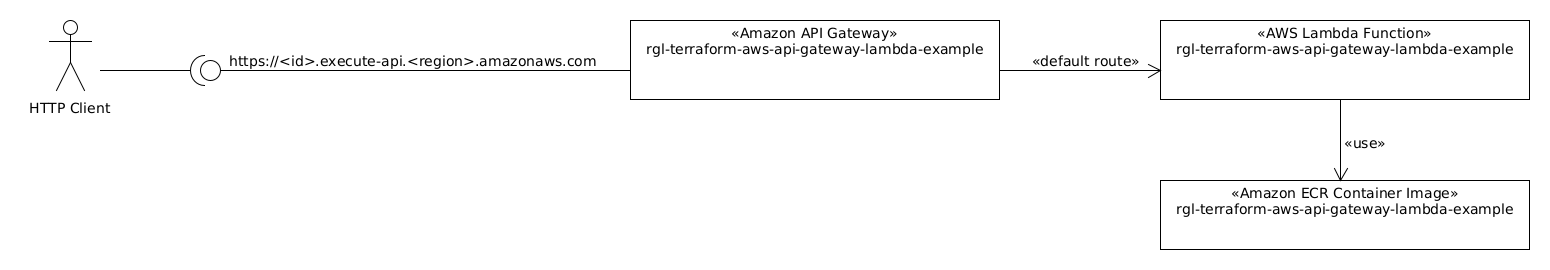 «Amazon API Gateway»
rgl-terraform-aws-api-gateway-lambda-example
«AWS Lambda Function»
rgl-terraform-aws-api-gateway-lambda-example
https://<id>.execute-api.<region>.amazonaws.com
«default route»
HTTP Client
«use»
«Amazon ECR Container Image»
rgl-terraform-aws-api-gateway-lambda-example